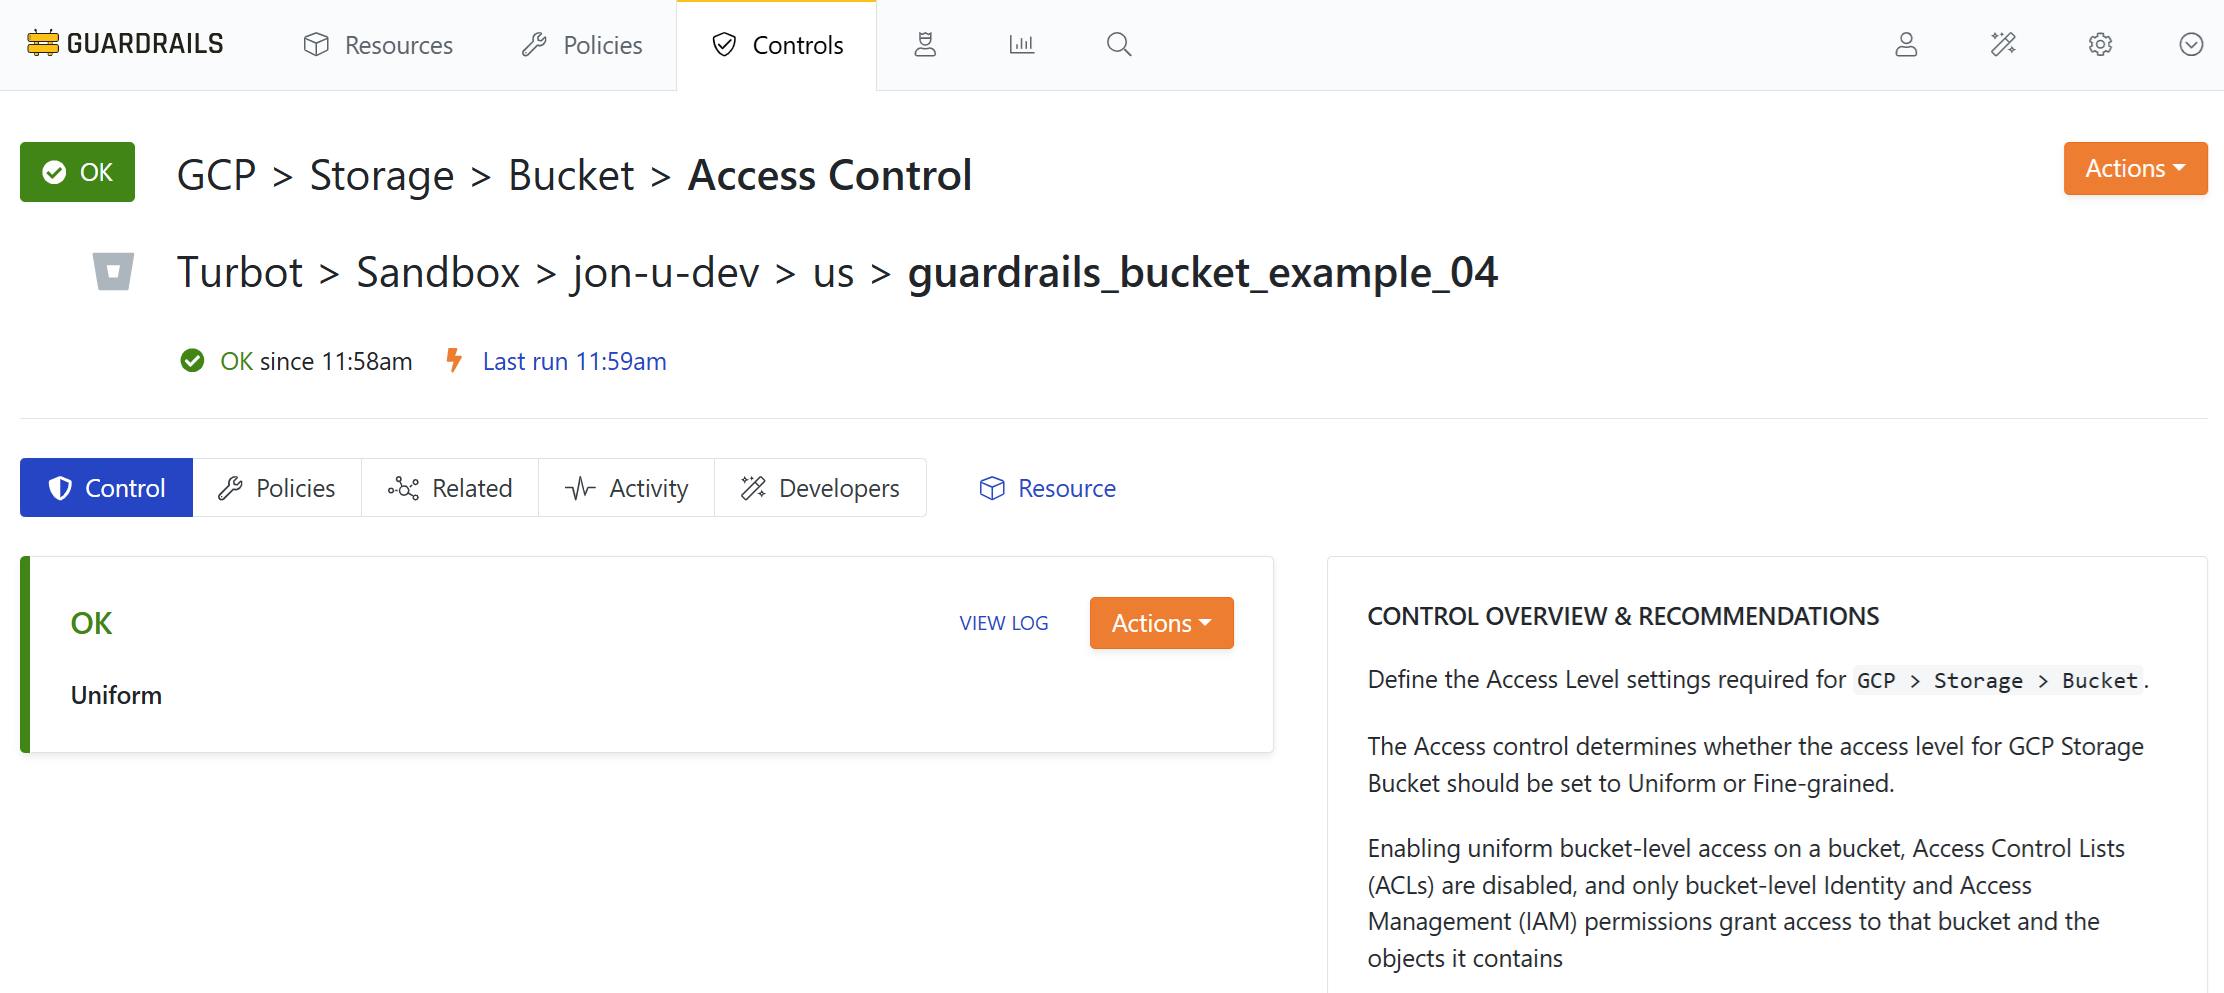 GUARDRAILS
Resources
Policies
Controls
OK
GCP > Storage > Bucket > Access Control
Actions
Turbot > Sandbox > jon-u-dev > us > guardrails_bucket_example_04
OK since 11:58am
Last run 11:59am
Control
Policies
Related
Activity
Developers
Resource
OK
VIEW LOG
Actions
Uniform
CONTROL OVERVIEW & RECOMMENDATIONS
Define the Access Level settings required for GCP > Storage > Bucket.
The Access control determines whether the access level for GCP Storage
Bucket should be set to Uniform or Fine-grained.
Enabling uniform bucket-level access on a bucket, Access Control Lists
(ACLs) are disabled, and only bucket-level Identity and Access
Management (IAM) permissions grant access to that bucket and the
objects it contains